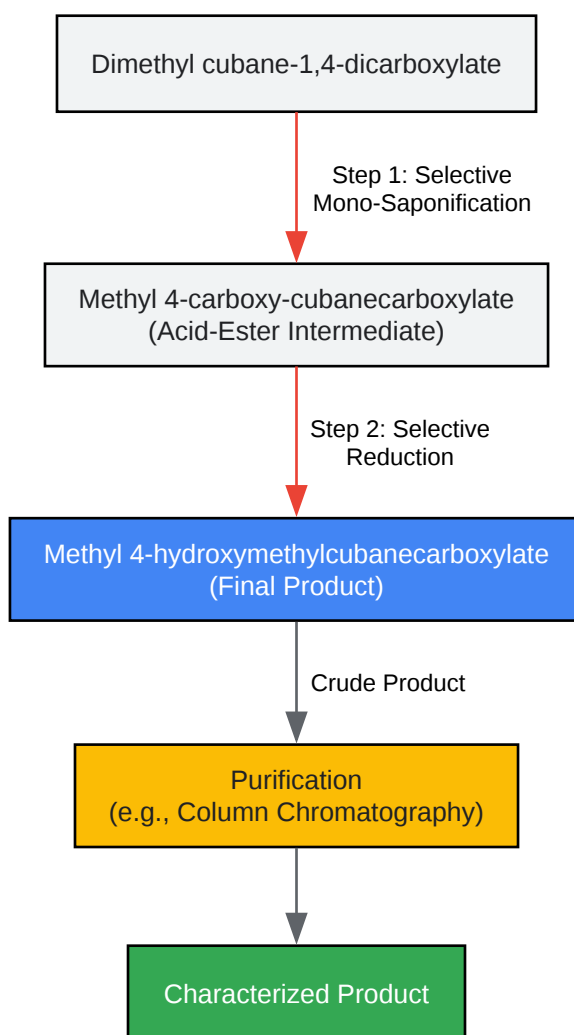 Dimethyl cubane-1,4-dicarboxylate
Step 1: Selective
Mono-Saponification
Methyl 4-carboxy-cubanecarboxylate
(Acid-Ester Intermediate)
Step 2: Selective
Reduction
Methyl 4-hydroxymethylcubanecarboxylate
(Final Product)
Crude Product
Purification
(e.g., Column Chromatography)
Characterized Product